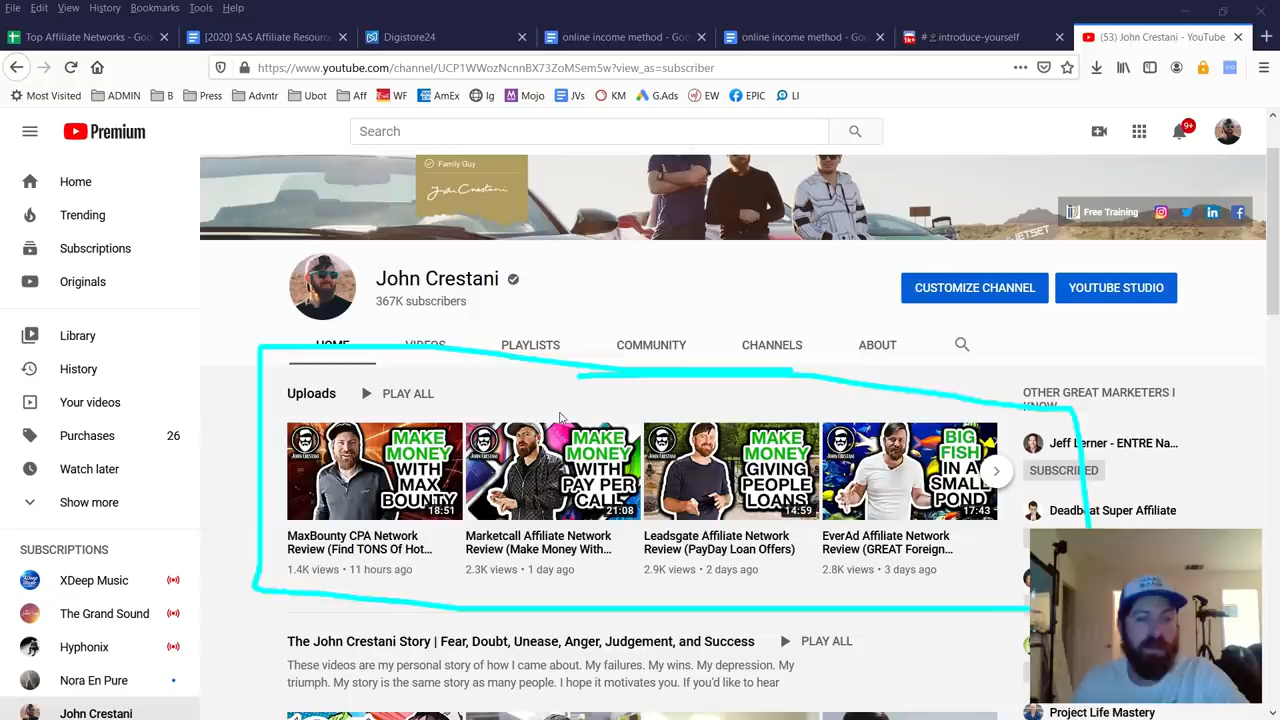 File Edit View History Bookmarks Tools Help
Top Affiliate Networks - Goo
[2020] SAS Affiliate Resourc
Digistore24
online income method - Goo
online income method - Goo
#
introduce-yourself
(53) John Crestani - YouTube
https://www.youtube.com/channel/UCP1WWozNcnnBX73ZoMSem5w?view_as=subscriber
Most Visited ADMIN B Press Advntr Ubot Aff WF AmEx Ig Mojo JVs KM G.Ads EW EPIC LI
Premium
Search
9+
Home
Trending
Subscriptions
Originals
Library
History
Your videos
Purchases 26
Watch later
Show more
SUBSCRIPTIONS
XDeep Music
The Grand Sound
Hyphonix
Nora En Pure
John Crestani
Family Guy
John Crestani
JETSET
Free Training
John Crestani
367K subscribers
CUSTOMIZE CHANNEL
YOUTUBE STUDIO
HOME VIDEOS PLAYLISTS COMMUNITY CHANNELS ABOUT
Uploads PLAY ALL
MAKE MONEY WITH MAX BOUNTY
18:51
MaxBounty CPA Network
Review (Find TONS Of Hot...
1.4K views • 11 hours ago
MAKE MONEY WITH PAY PER CALL
21:08
Marketcall Affiliate Network
Review (Make Money With...
2.3K views • 1 day ago
MAKE MONEY GIVING PEOPLE LOANS
14:59
Leadsgate Affiliate Network
Review (PayDay Loan Offers)
2.9K views • 2 days ago
BIG FISH IN A SMALL POND
17:43
EverAd Affiliate Network
Review (GREAT Foreign...
2.8K views • 3 days ago
OTHER GREAT MARKETERS I
KNOW
Jeff Lerner - ENTRE Na...
SUBSCRIBED
Deadbeat Super Affiliate
Project Life Mastery
The John Crestani Story | Fear, Doubt, Unease, Anger, Judgement, and Success PLAY ALL
These videos are my personal story of how I came about. My failures. My wins. My depression. My
triumph. My story is the same story as many people. I hope it motivates you. If you'd like to hear